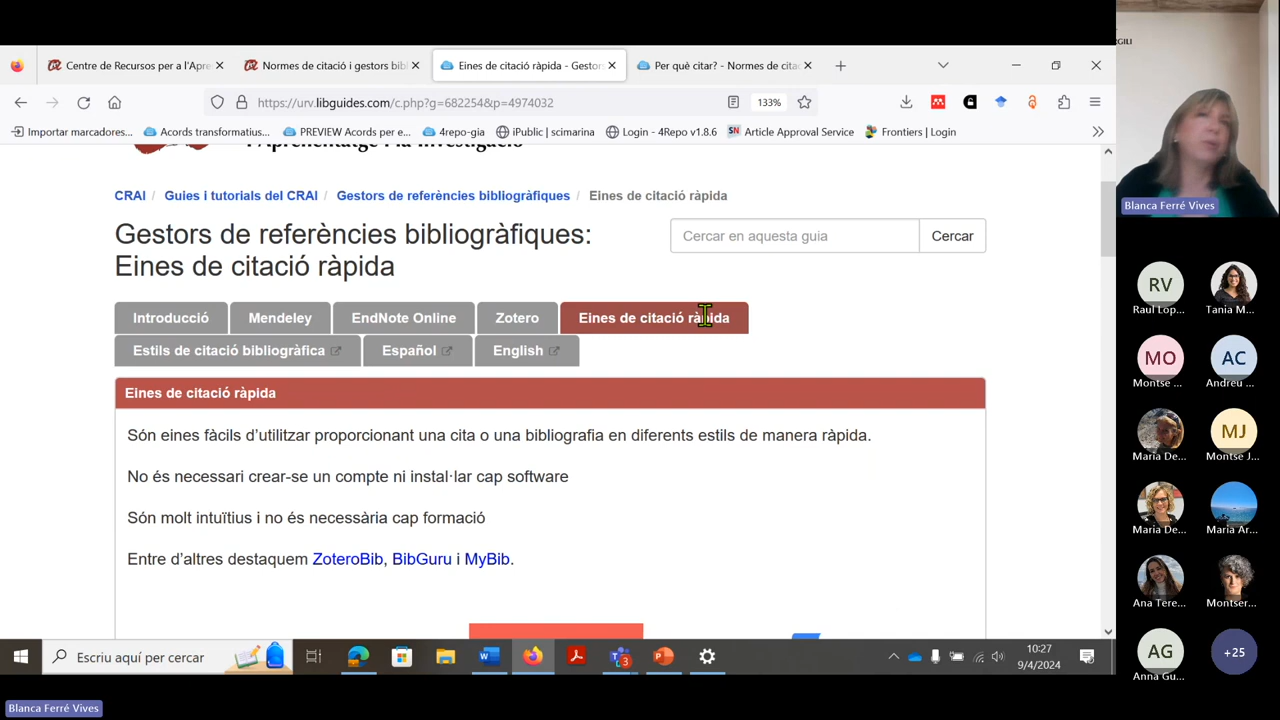 Centre de Recursos per a l'Apre
Normes de citació i gestors bibl
Eines de citació ràpida - Gestor
Per què citar? - Normes de citac
https://urv.libguides.com/c.php?g=682254&p=4974032
133%
Importar marcadores...
Acords transformatius...
PREVIEW Acords per e...
4repo-gia
iPublic | scimarina
Login - 4Repo v1.8.6
SN Article Approval Service
Frontiers | Login
l'Aprenentatge i la Investigació
CRAI / Guies i tutorials del CRAI / Gestors de referències bibliogràfiques / Eines de citació ràpida
Gestors de referències bibliogràfiques:
Eines de citació ràpida
Cercar en aquesta guia
Cercar
Introducció
Mendeley
EndNote Online
Zotero
Eines de citació ràpida
Estils de citació bibliogràfica
Español
English
Eines de citació ràpida
Són eines fàcils d'utilitzar proporcionant una cita o una bibliografia en diferents estils de manera ràpida.
No és necessari crear-se un compte ni instal·lar cap software
Són molt intuïtius i no és necessària cap formació
Entre d'altres destaquem ZoteroBib, BibGuru i MyBib.
Escriu aquí per cercar
3
10:27
9/4/2024
Blanca Ferré Vives
RV
Raul Lop...
Tania M...
MO
Montse ...
AC
Andreu ...
Maria De...
MJ
Montse J...
Maria De...
Maria Ar...
Ana Tere...
Montser...
AG
Anna Gu...
+25
Blanca Ferré Vives